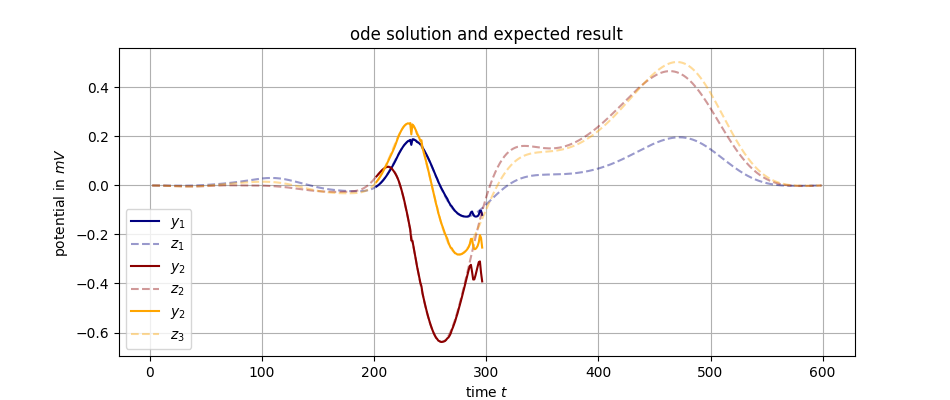 ode solution and expected result
potential in mV
0.4
0.2
0.0
−0.2
−0.4
−0.6
y₁
z₁
y₂
z₂
y₂
z₃
0 100 200 300 400 500 600
time t